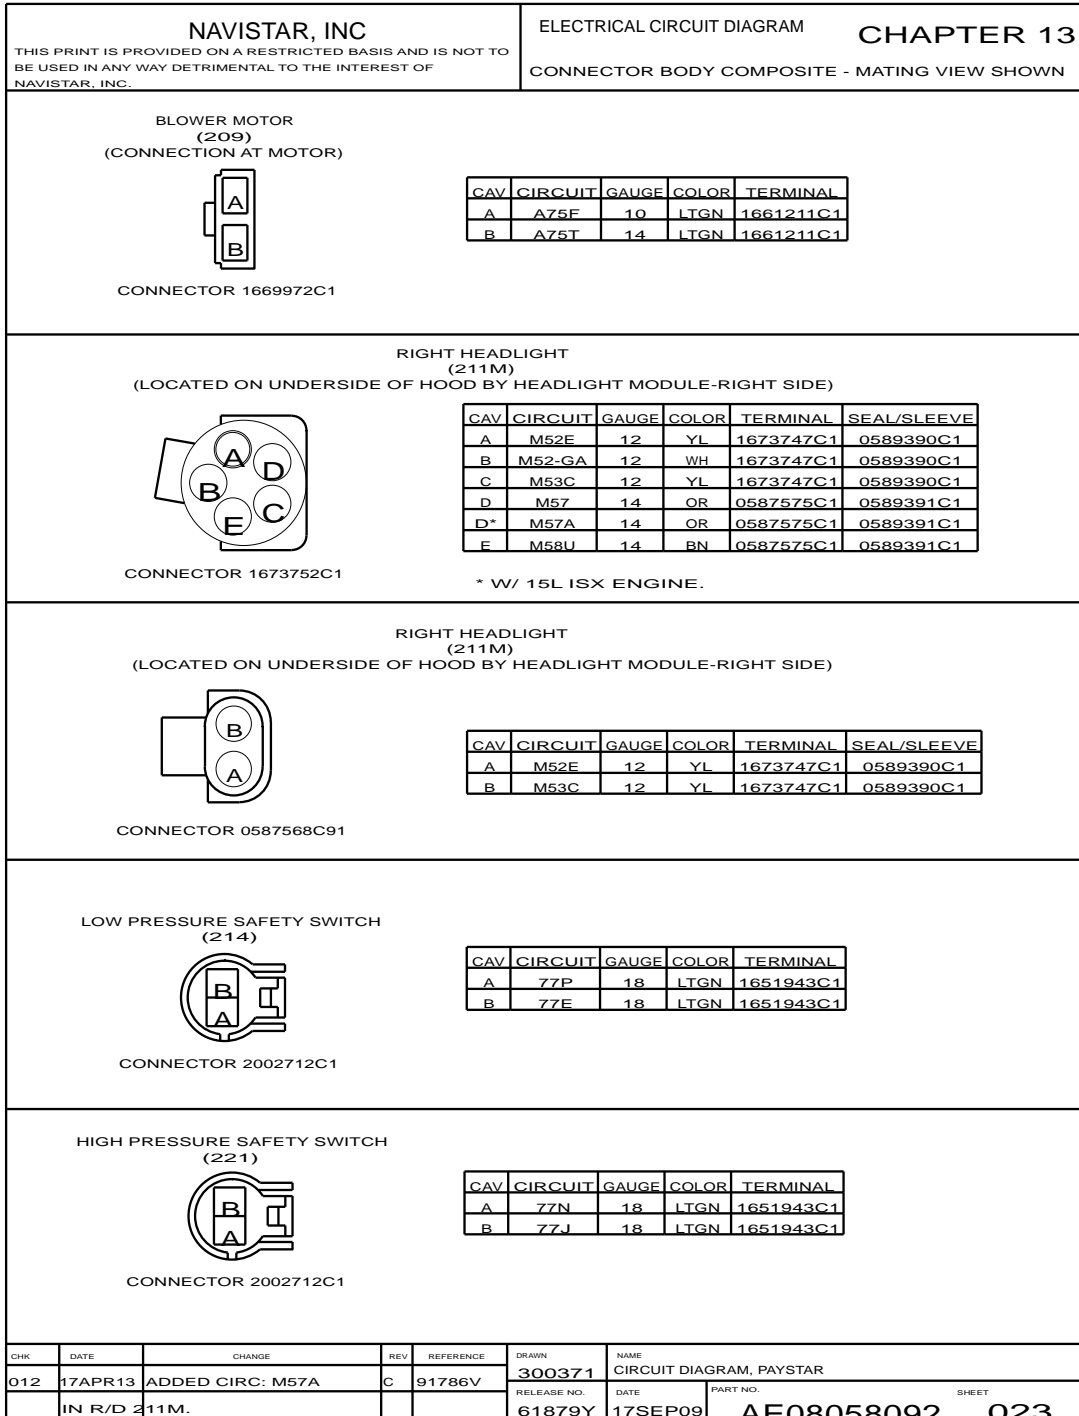 NAVISTAR, INC
THIS PRINT IS PROVIDED ON A RESTRICTED BASIS AND IS NOT TO
BE USED IN ANY WAY DETRIMENTAL TO THE INTEREST OF
NAVISTAR, INC.
ELECTRICAL CIRCUIT DIAGRAM
CHAPTER 13
CONNECTOR BODY COMPOSITE - MATING VIEW SHOWN
BLOWER MOTOR
(209)
(CONNECTION AT MOTOR)
A
B
CONNECTOR 1669972C1
CAV CIRCUIT GAUGE COLOR TERMINAL
A A75F 10 LTGN 1661211C1
B A75T 14 LTGN 1661211C1
RIGHT HEADLIGHT
(211M)
(LOCATED ON UNDERSIDE OF HOOD BY HEADLIGHT MODULE-RIGHT SIDE)
A
D
B
C
E
CONNECTOR 1673752C1
CAV CIRCUIT GAUGE COLOR TERMINAL SEAL/SLEEVE
A M52E 12 YL 1673747C1 0589390C1
B M52-GA 12 WH 1673747C1 0589390C1
C M53C 12 YL 1673747C1 0589390C1
D M57 14 OR 0587575C1 0589391C1
D* M57A 14 OR 0587575C1 0589391C1
E M58U 14 BN 0587575C1 0589391C1
* W/ 15L ISX ENGINE.
RIGHT HEADLIGHT
(211M)
(LOCATED ON UNDERSIDE OF HOOD BY HEADLIGHT MODULE-RIGHT SIDE)
B
A
CONNECTOR 0587568C91
CAV CIRCUIT GAUGE COLOR TERMINAL SEAL/SLEEVE
A M52E 12 YL 1673747C1 0589390C1
B M53C 12 YL 1673747C1 0589390C1
LOW PRESSURE SAFETY SWITCH
(214)
B
A
CONNECTOR 2002712C1
CAV CIRCUIT GAUGE COLOR TERMINAL
A 77P 18 LTGN 1651943C1
B 77E 18 LTGN 1651943C1
HIGH PRESSURE SAFETY SWITCH
(221)
B
A
CONNECTOR 2002712C1
CAV CIRCUIT GAUGE COLOR TERMINAL
A 77N 18 LTGN 1651943C1
B 77J 18 LTGN 1651943C1
CHK DATE CHANGE REV REFERENCE
012 17APR13 ADDED CIRC: M57A C 91786V
IN R/D 211M.
DRAWN
300371
NAME
CIRCUIT DIAGRAM, PAYSTAR
RELEASE NO.
61879Y
DATE
17SEP09
PART NO.
AE08058092
SHEET
023